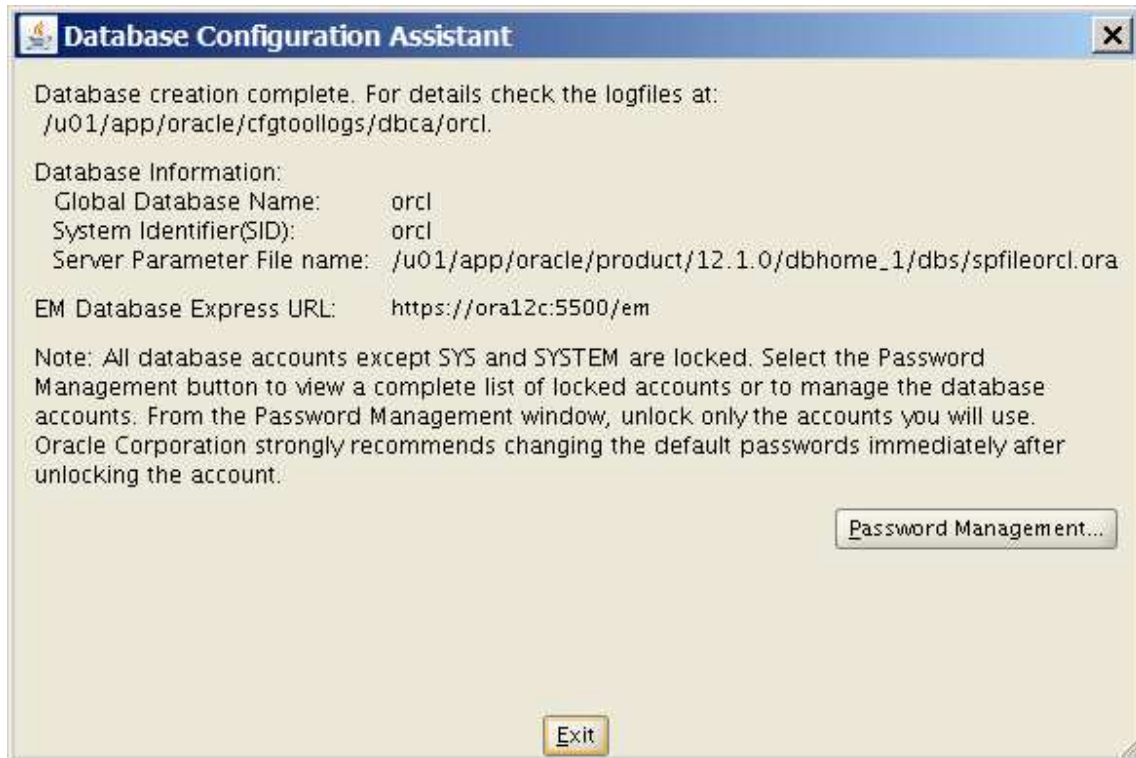 Database Configuration Assistant
Database creation complete. For details check the logfiles at:
/u01/app/oracle/cfgtoollogs/dbca/orcl.
Database Information:
Global Database Name: orcl
System Identifier(SID): orcl
Server Parameter File name: /u01/app/oracle/product/12.1.0/dbhome_1/dbs/spfileorcl.ora
EM Database Express URL: https://ora12c:5500/em
Note: All database accounts except SYS and SYSTEM are locked. Select the Password
Management button to view a complete list of locked accounts or to manage the database
accounts. From the Password Management window, unlock only the accounts you will use.
Oracle Corporation strongly recommends changing the default passwords immediately after
unlocking the account.
Password Management...
Exit